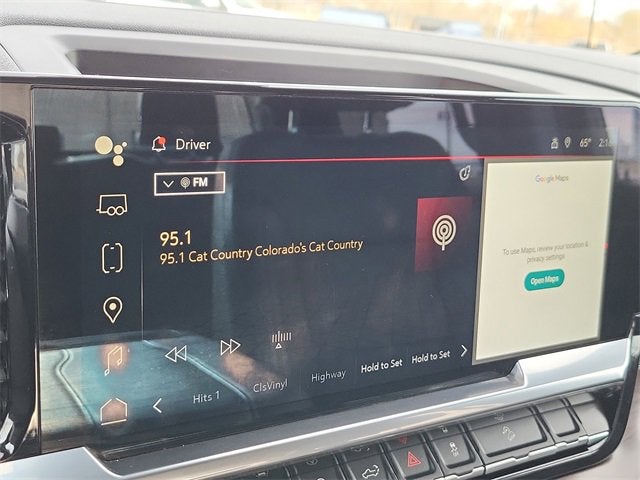 Driver
65°
FM
Google Maps
95.1
95.1 Cat Country Colorado's Cat Country
To use Maps, review your location &
privacy settings
Open Maps
Hits 1
ClsVinyl
Highway
Hold to Set
Hold to Set